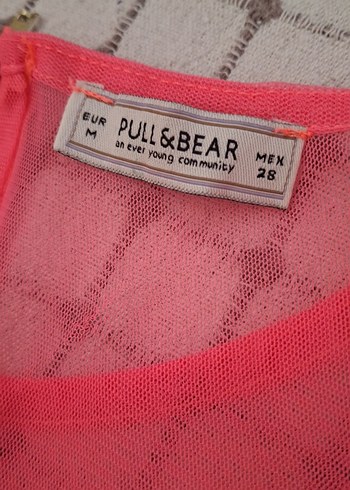 EUR
M
PULL&BEAR
an ever young community
MEX
28